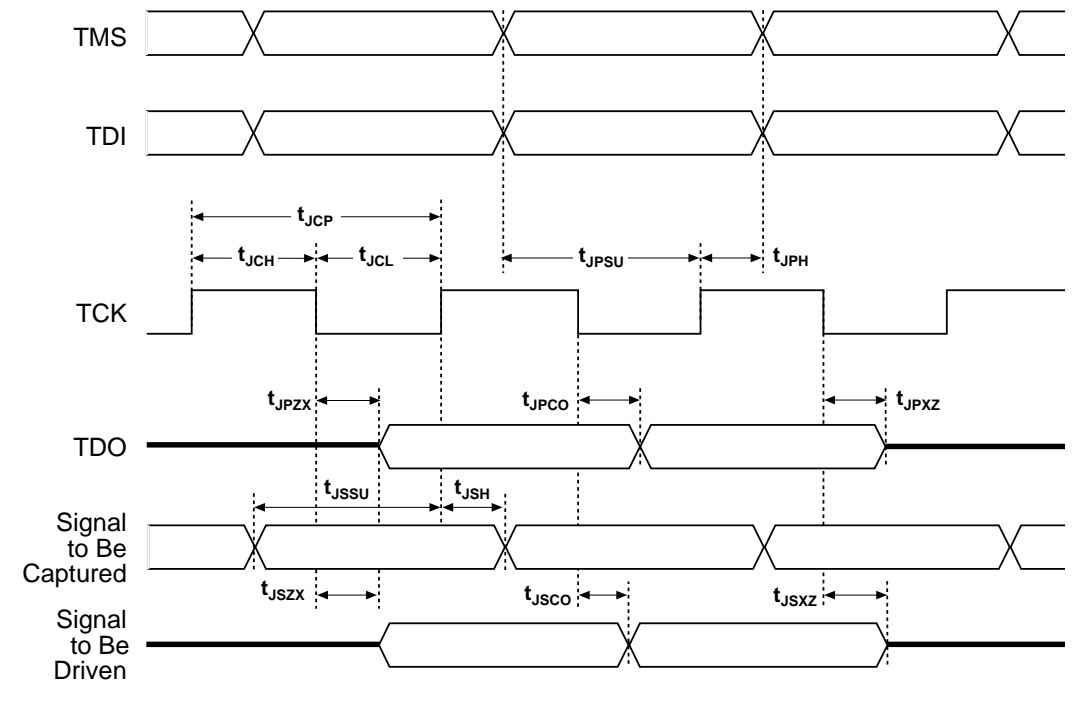 TMS
TDI
tJCP
tJCH
tJCL
tJPSU
tJPH
TCK
tJPZX
tJPCO
tJPXZ
TDO
tJSSU
tJSH
Signal
to Be
Captured
tJSZX
tJSCO
tJSXZ
Signal
to Be
Driven